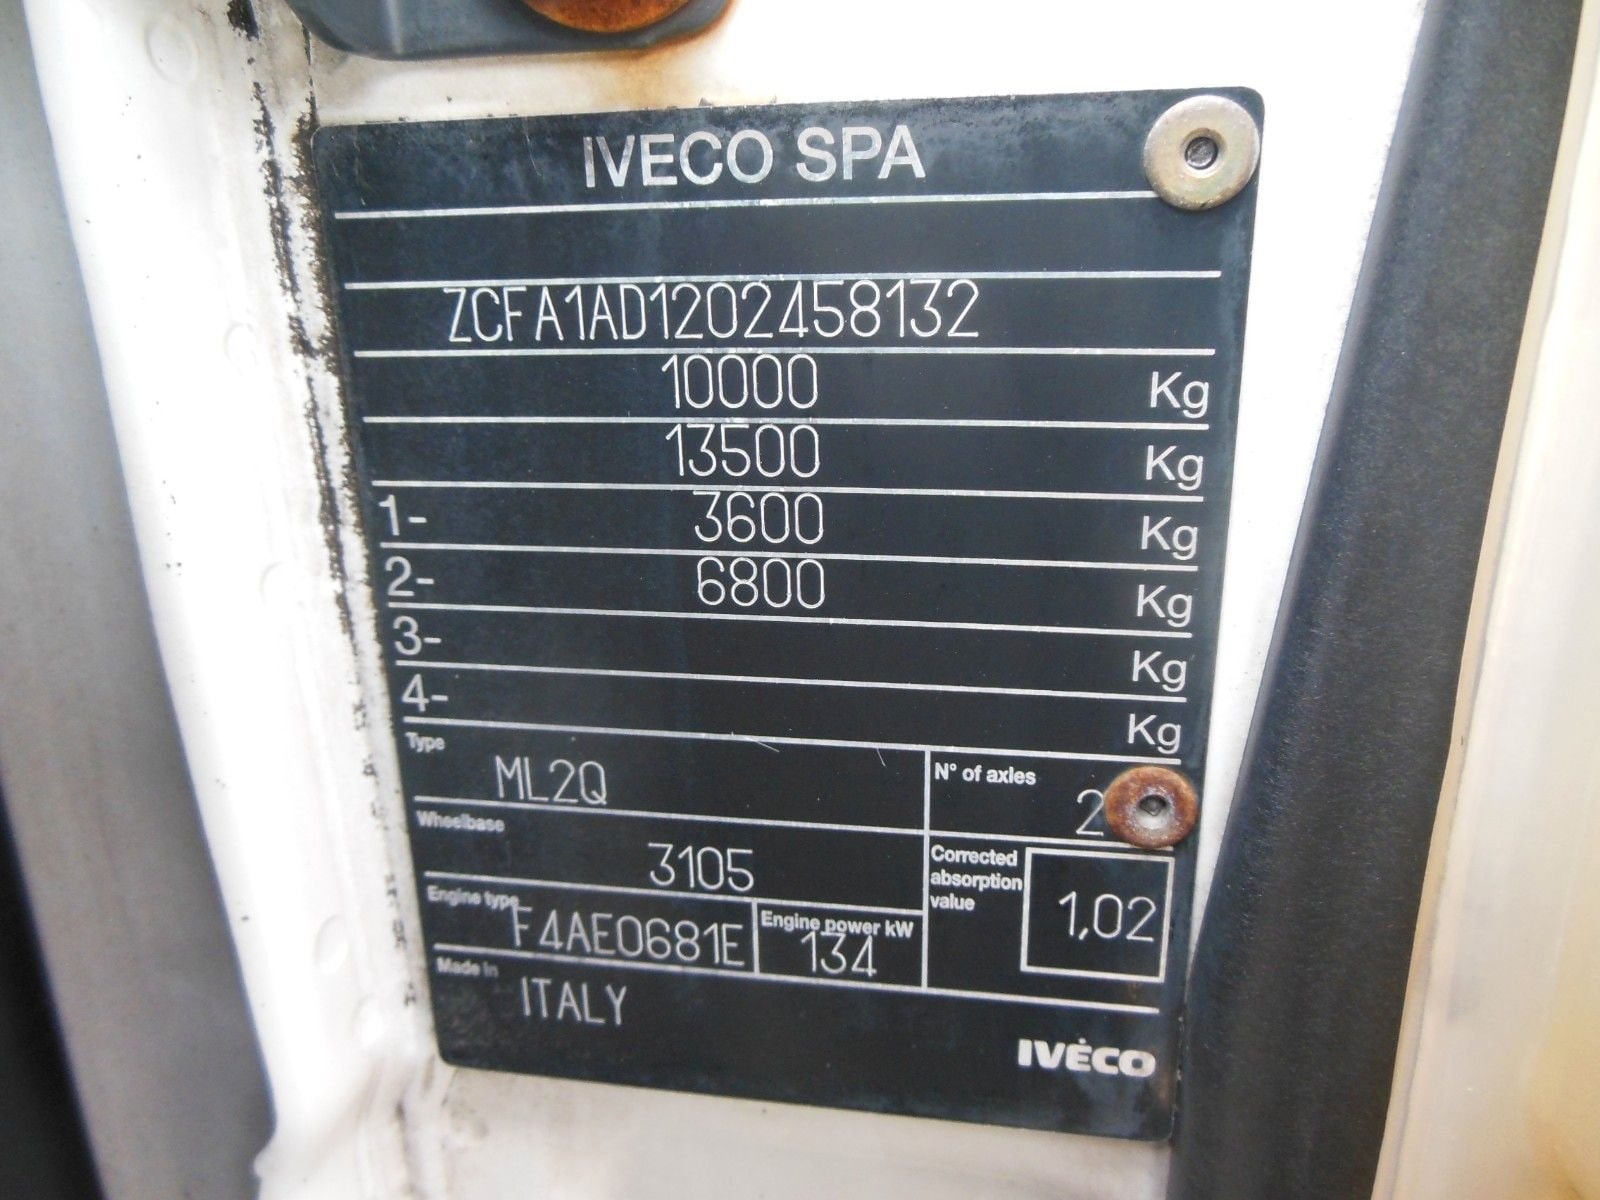 IVECO SPA
ZCFA1AD1202458132
10000 Kg
13500 Kg
1- 3600 Kg
2- 6800 Kg
3- Kg
4- Kg
Type
ML2Q
N° of axles
2
Wheelbase
3105
Corrected
absorption
value
1,02
Engine type
F4AE0681E
Engine power kW
134
Made in
ITALY
IVECO